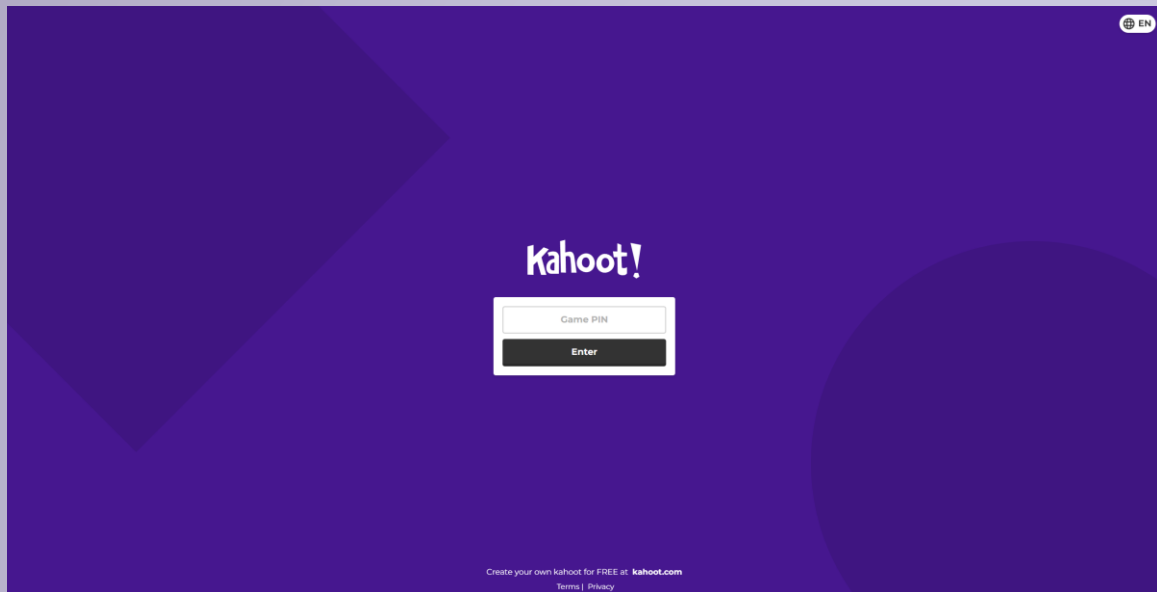 EN
Kahoot!
Game PIN
Enter
Create your own kahoot for FREE at kahoot.com
Terms | Privacy